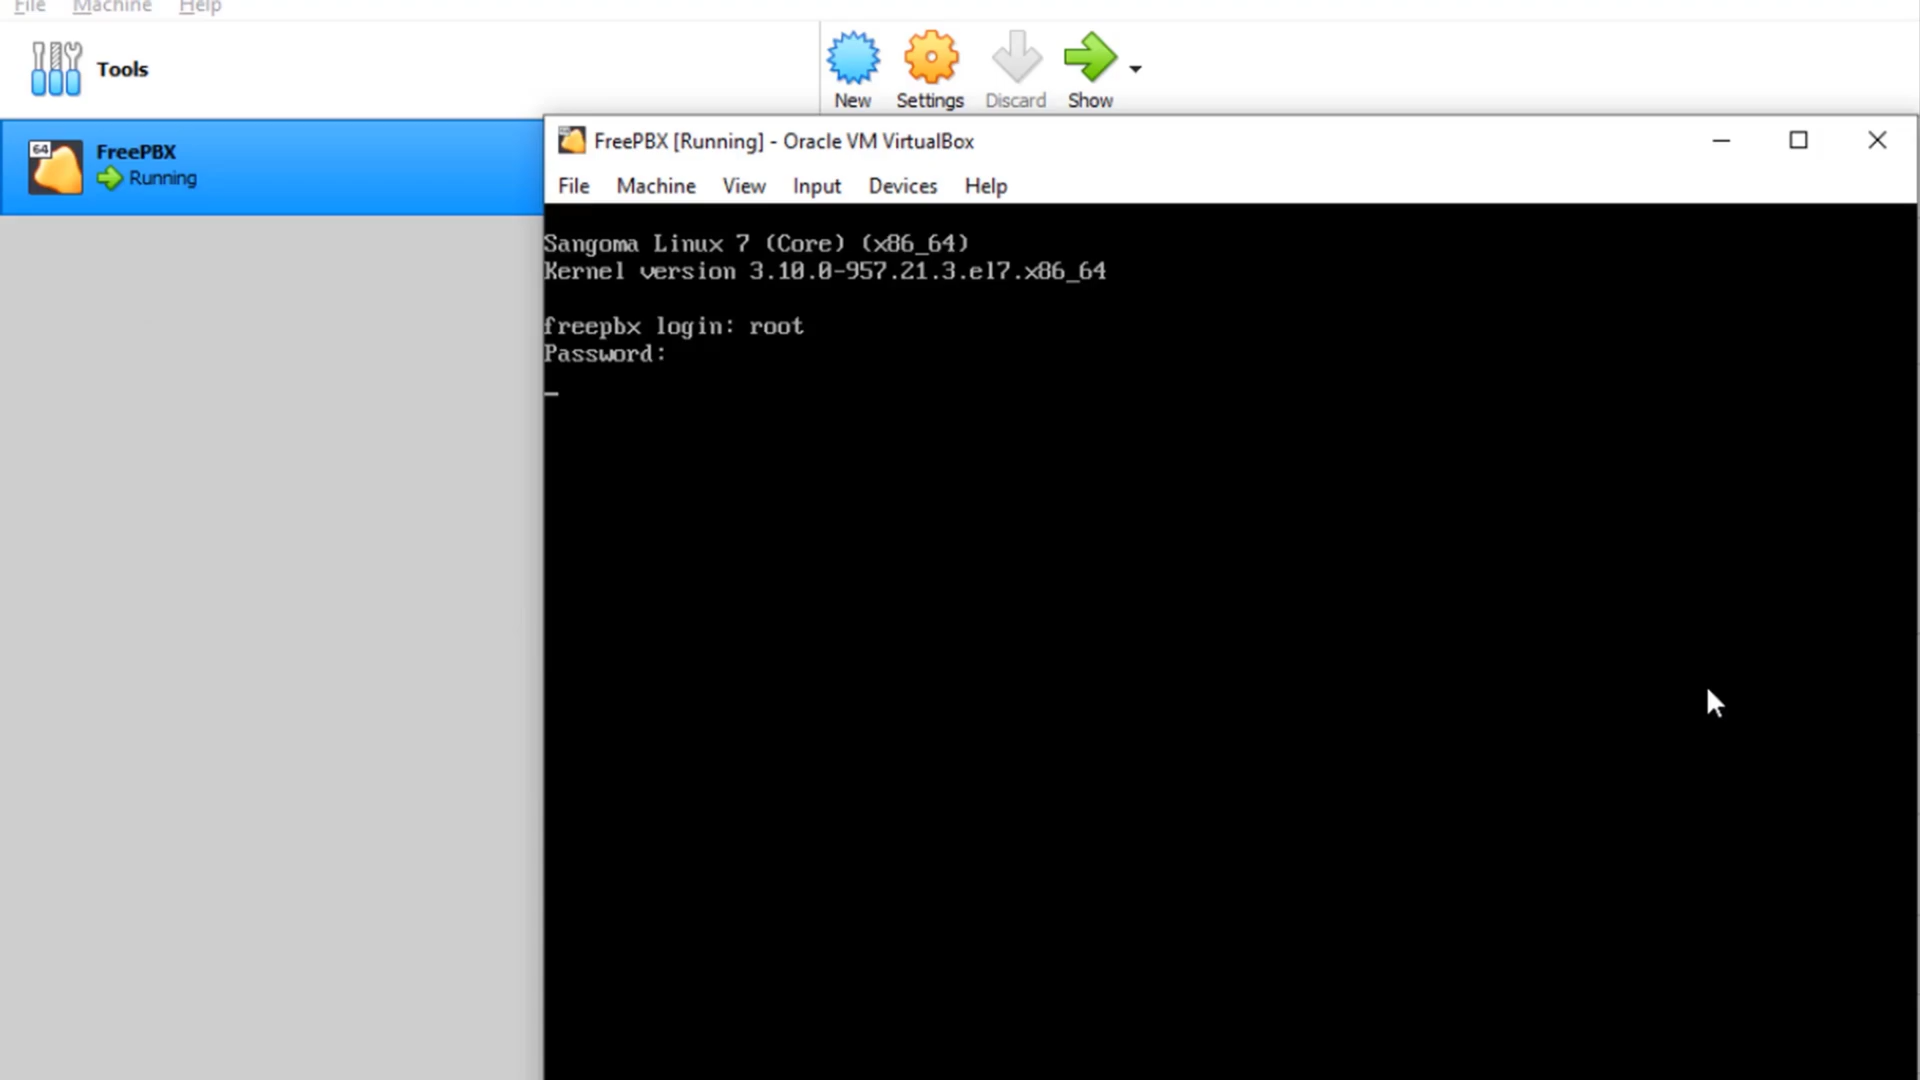 File Machine Help
Tools
New Settings Discard Show
64
FreePBX
Running
FreePBX [Running] - Oracle VM VirtualBox
File Machine View Input Devices Help
Sangoma Linux 7 (Core) (x86_64)
Kernel version 3.10.0-957.21.3.el7.x86_64
freepbx login: root
Password: